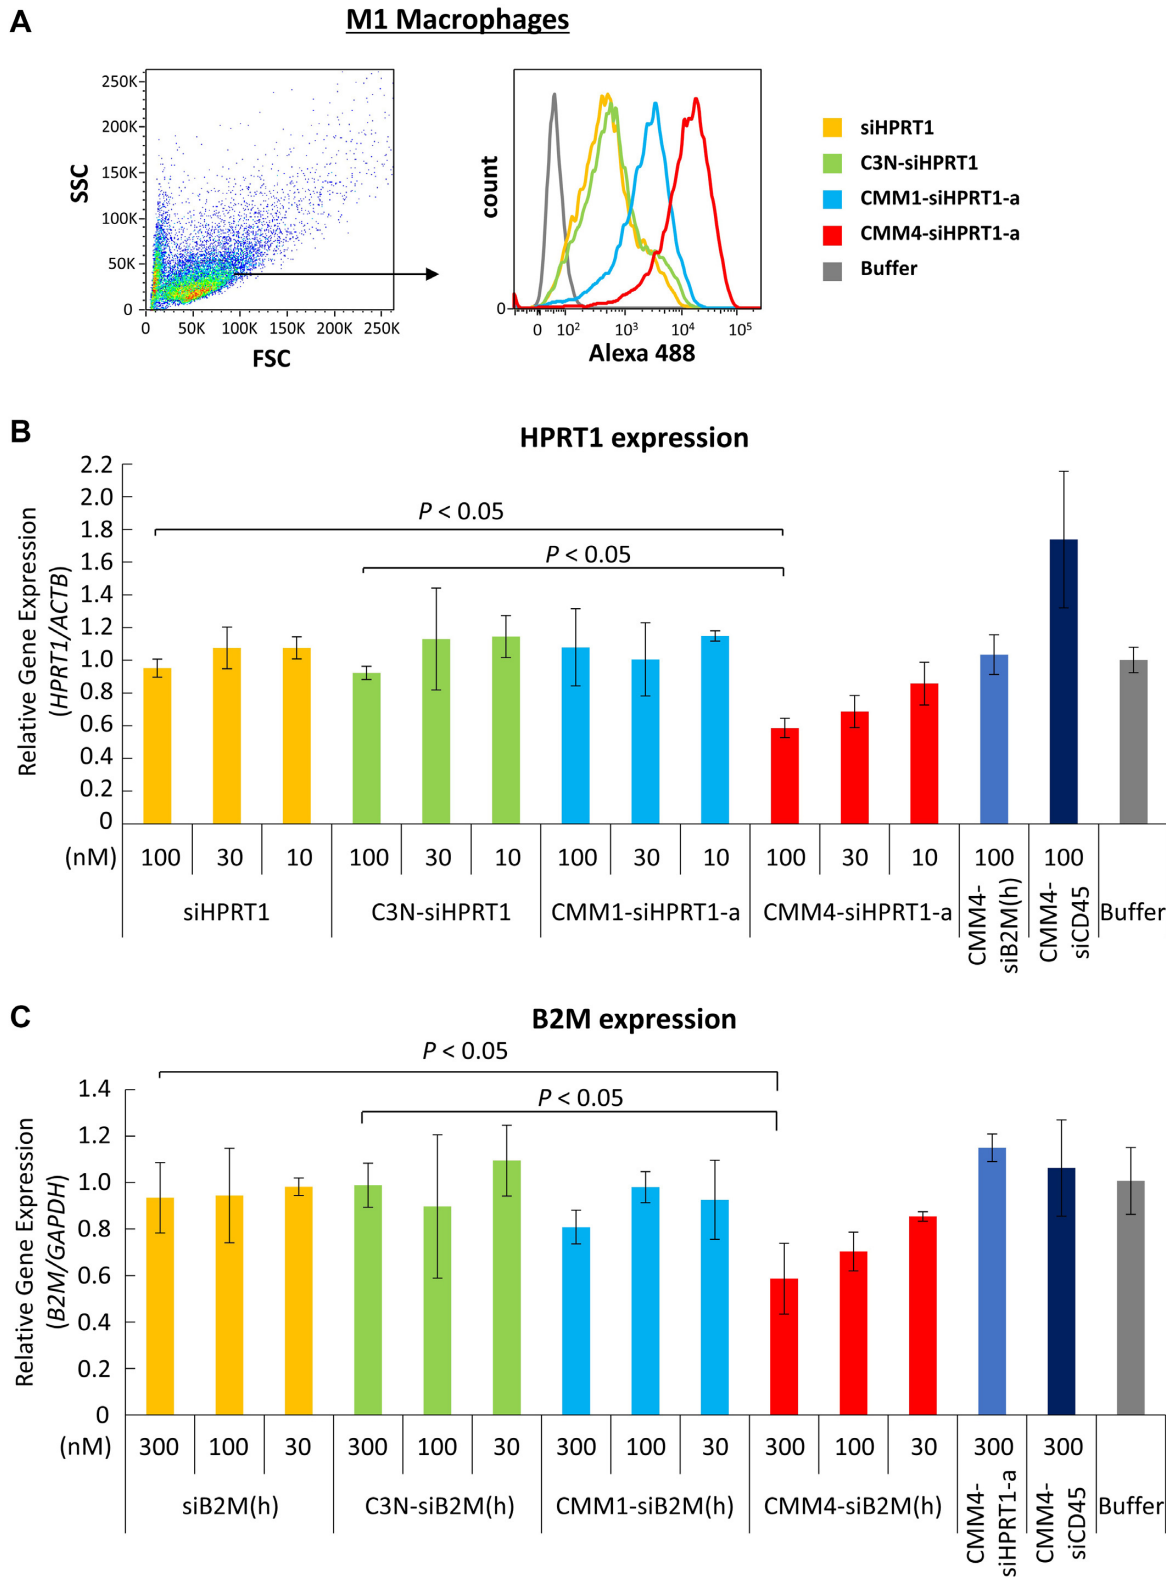 A
M1 Macrophages
SSC
250K
200K
150K
100K
50K
0
0 50K 100K 150K 200K 250K
FSC
count
0
0 10² 10³ 10⁴ 10⁵
Alexa 488
siHPRT1
C3N-siHPRT1
CMM1-siHPRT1-a
CMM4-siHPRT1-a
Buffer
B
HPRT1 expression
Relative Gene Expression
(HPRT1/ACTB)
2.2
2.0
1.8
1.6
1.4
1.2
1.0
0.8
0.6
0.4
0.2
0
P < 0.05
P < 0.05
(nM) 100 30 10 100 30 10 100 30 10 100 30 10 100 100
siHPRT1 C3N-siHPRT1 CMM1-siHPRT1-a CMM4-siHPRT1-a
CMM4-
siB2M(h)
CMM4-
siCD45
Buffer
C
B2M expression
Relative Gene Expression
(B2M/GAPDH)
1.4
1.2
1.0
0.8
0.6
0.4
0.2
0
P < 0.05
P < 0.05
(nM) 300 100 30 300 100 30 300 100 30 300 100 30 300 300
siB2M(h) C3N-siB2M(h) CMM1-siB2M(h) CMM4-siB2M(h)
CMM4-
siHPRT1-a
CMM4-
siCD45
Buffer